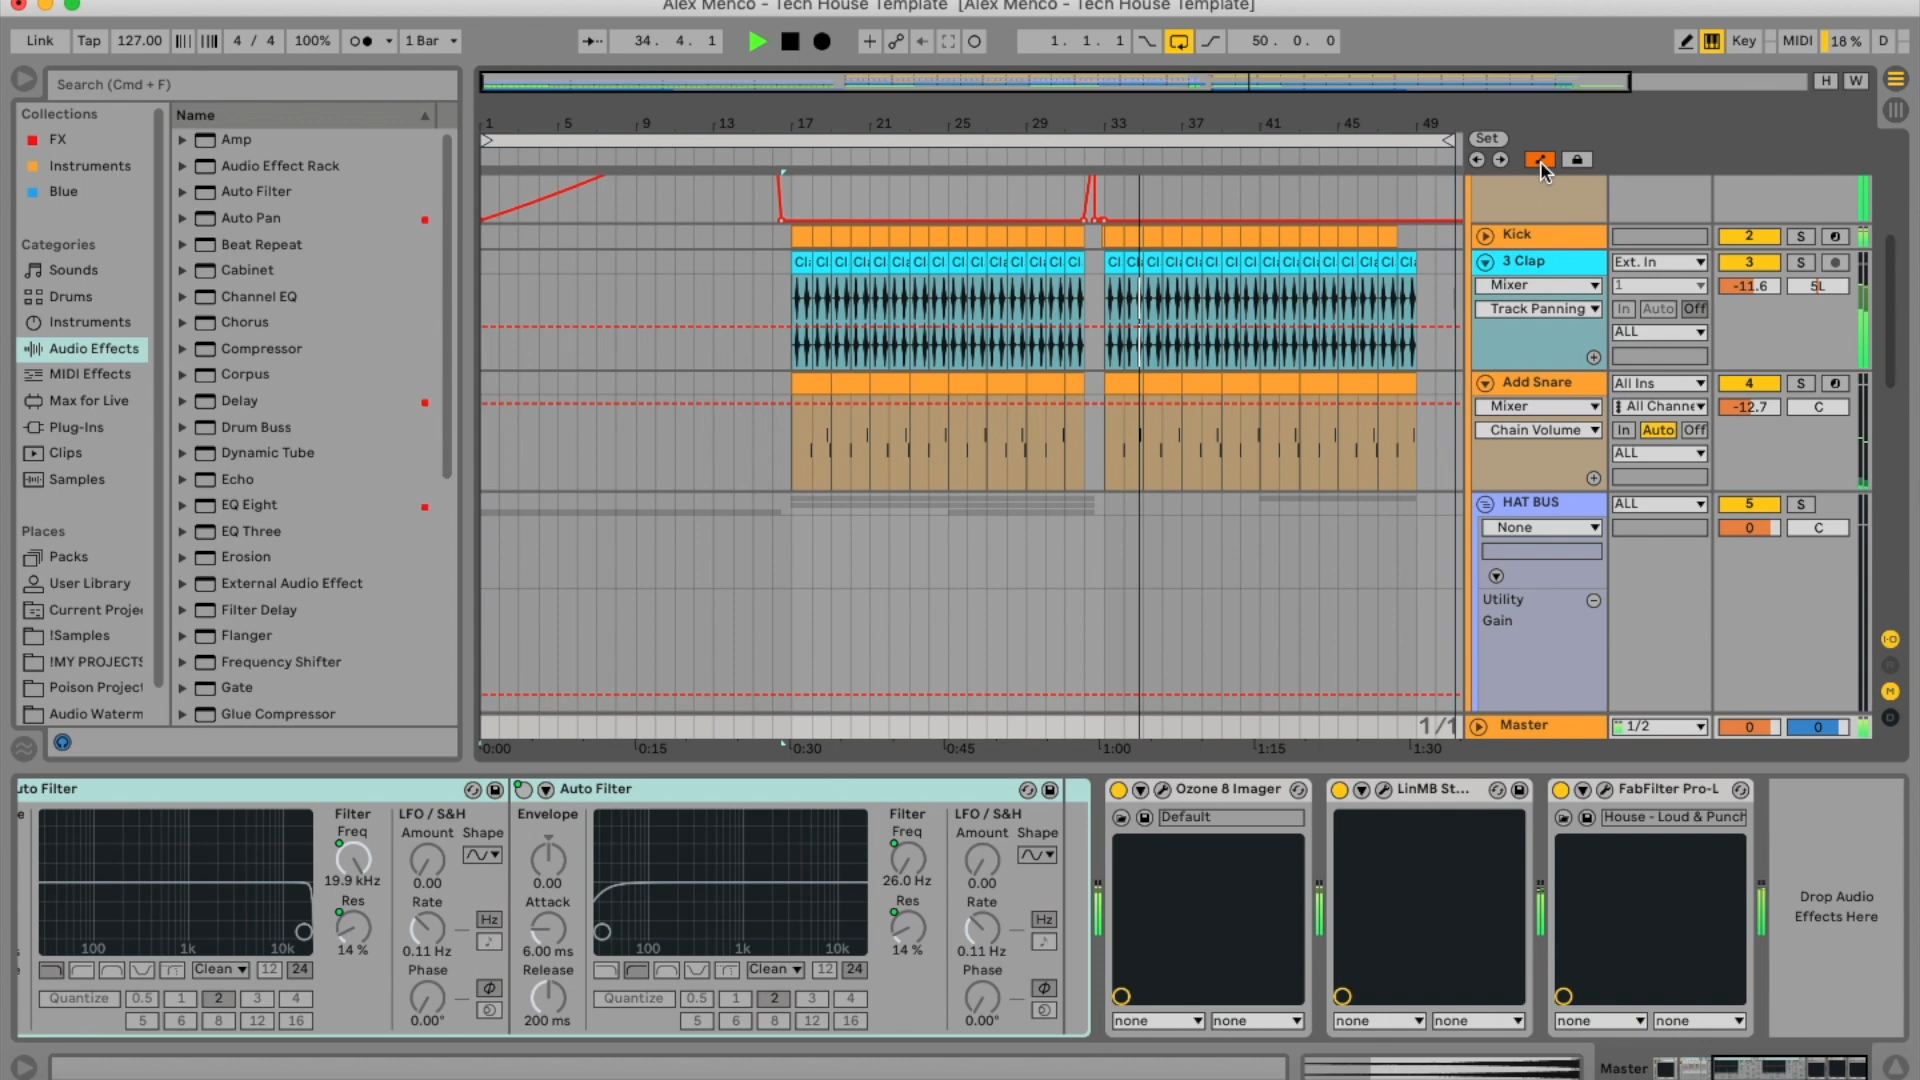 Alex Menco - Tech House Template  [Alex Menco - Tech House Template]
Link Tap 127.00 4 / 4 100% 1 Bar 34. 4. 1 1. 1. 1 50. 0. 0 Key MIDI 18 % D
Search (Cmd + F)
H W
Collections
FX
Instruments
Blue
Categories
Sounds
Drums
Instruments
Audio Effects
MIDI Effects
Max for Live
Plug-Ins
Clips
Samples
Places
Packs
User Library
Current Proje
!Samples
!MY PROJECTS
Poison Project
Audio Waterm
Name
Amp
Audio Effect Rack
Auto Filter
Auto Pan
Beat Repeat
Cabinet
Channel EQ
Chorus
Compressor
Corpus
Delay
Drum Buss
Dynamic Tube
Echo
EQ Eight
EQ Three
Erosion
External Audio Effect
Filter Delay
Flanger
Frequency Shifter
Gate
Glue Compressor
1 5 9 13 17 21 25 29 33 37 41 45 49
Set
Kick 2 S
3 Clap Ext. In 3 S
Mixer 1 -11.6 5L
Track Panning In Auto Off
ALL
Add Snare All Ins 4 S
Mixer All Channe -12.7 C
Chain Volume In Auto Off
ALL
HAT BUS ALL 5 S
None 0 C
Utility
Gain
1/1
Master 1/2 0 0
0:00 0:15 0:30 0:45 1:00 1:15 1:30
uto Filter
Filter LFO / S&H
Freq Amount Shape
19.9 kHz 0.00
Res Rate
Hz
14 % 0.11 Hz
100 1k 10k
Clean 12 24
Phase
Quantize 0.5 1 2 3 4
5 6 8 12 16
0.00°
Auto Filter
Envelope
0.00
Attack
6.00 ms
Release
200 ms
100 1k 10k
Clean 12 24
Quantize 0.5 1 2 3 4
5 6 8 12 16
Filter LFO / S&H
Freq Amount Shape
26.0 Hz 0.00
Res Rate
Hz
14 % 0.11 Hz
Phase
0.00°
Ozone 8 Imager
Default
none none
LinMB St...
none none
FabFilter Pro-L
House - Loud & Punch
none none
Drop Audio
Effects Here
Master